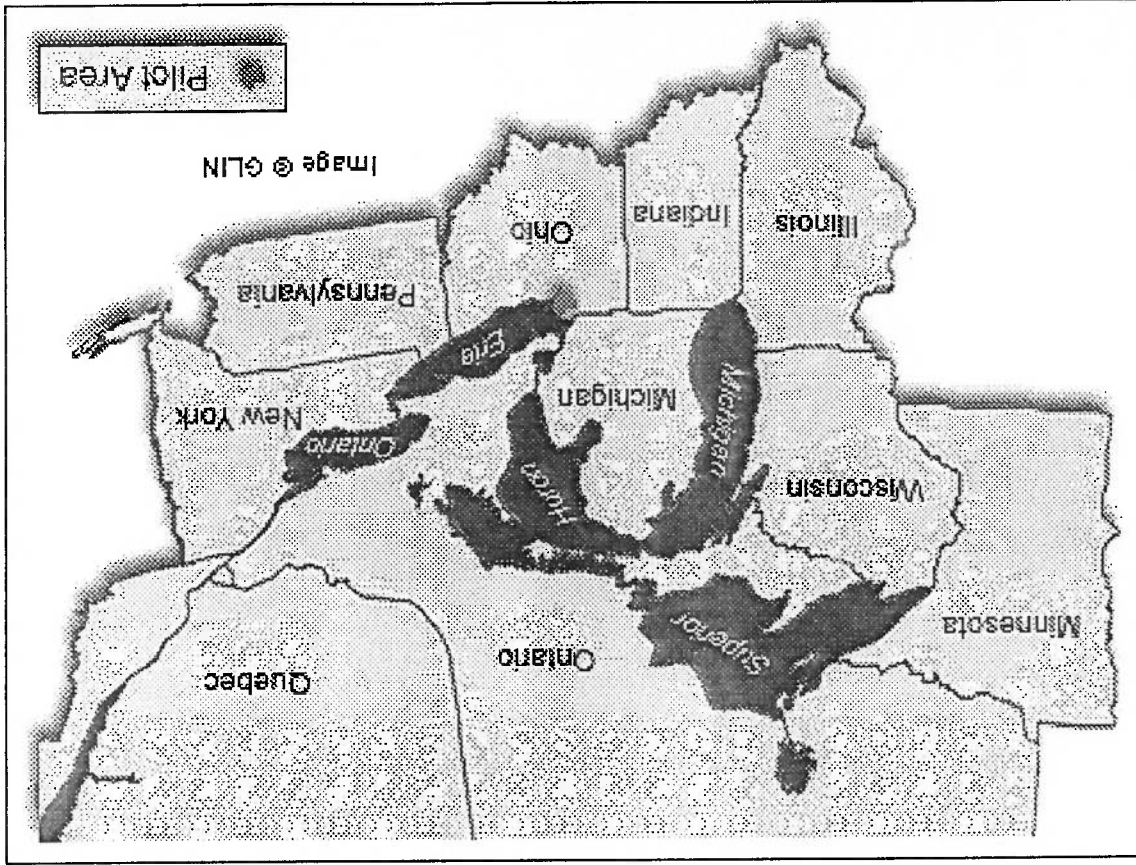 Quebec
Ontario
Minnesota
Superior
Wisconsin
Huron
Michigan
Michigan
Ontario
New York
Erie
Pennsylvania
Ohio
Indiana
Illinois
Image © GLIN
Pilot Area